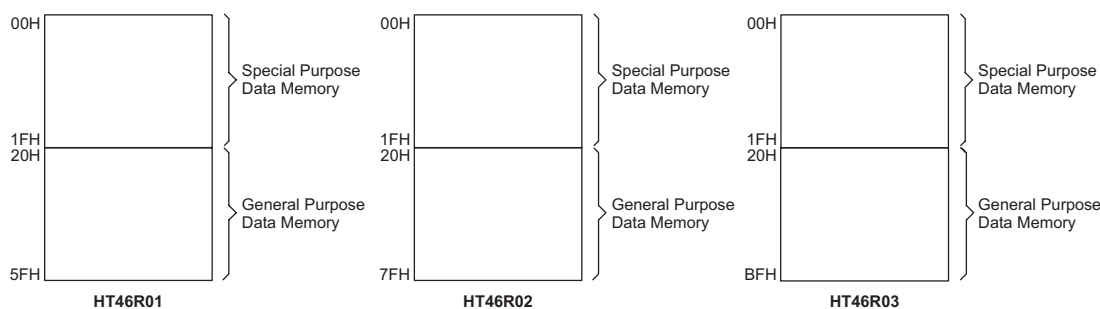 00H
Special Purpose
Data Memory
1FH
20H
General Purpose
Data Memory
5FH
HT46R01
00H
Special Purpose
Data Memory
1FH
20H
General Purpose
Data Memory
7FH
HT46R02
00H
Special Purpose
Data Memory
1FH
20H
General Purpose
Data Memory
BFH
HT46R03